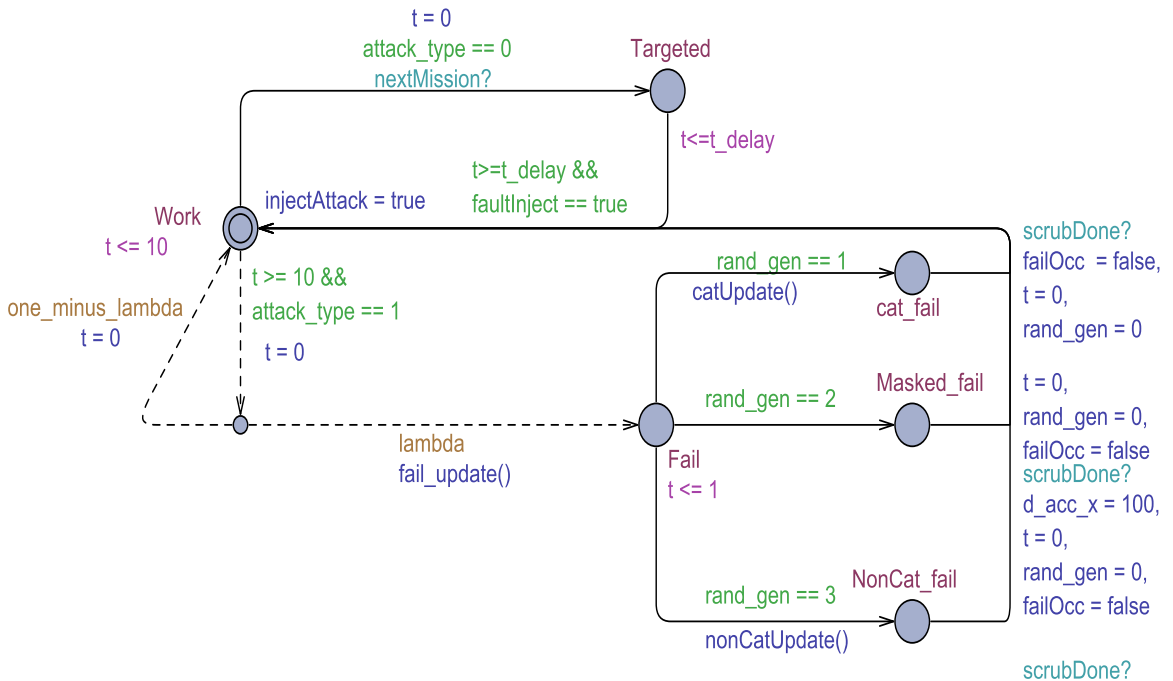 t = 0
attack_type == 0
nextMission?
Targeted
t<=t_delay
t>=t_delay &&
faultInject == true
injectAttack = true
Work
t <= 10
t >= 10 &&
attack_type == 1
t = 0
one_minus_lambda
t = 0
lambda
fail_update()
Fail
t <= 1
rand_gen == 1
catUpdate()
cat_fail
scrubDone?
failOcc = false,
t = 0,
rand_gen = 0
rand_gen == 2
Masked_fail
t = 0,
rand_gen = 0,
failOcc = false
scrubDone?
rand_gen == 3
nonCatUpdate()
NonCat_fail
d_acc_x = 100,
t = 0,
rand_gen = 0,
failOcc = false
scrubDone?